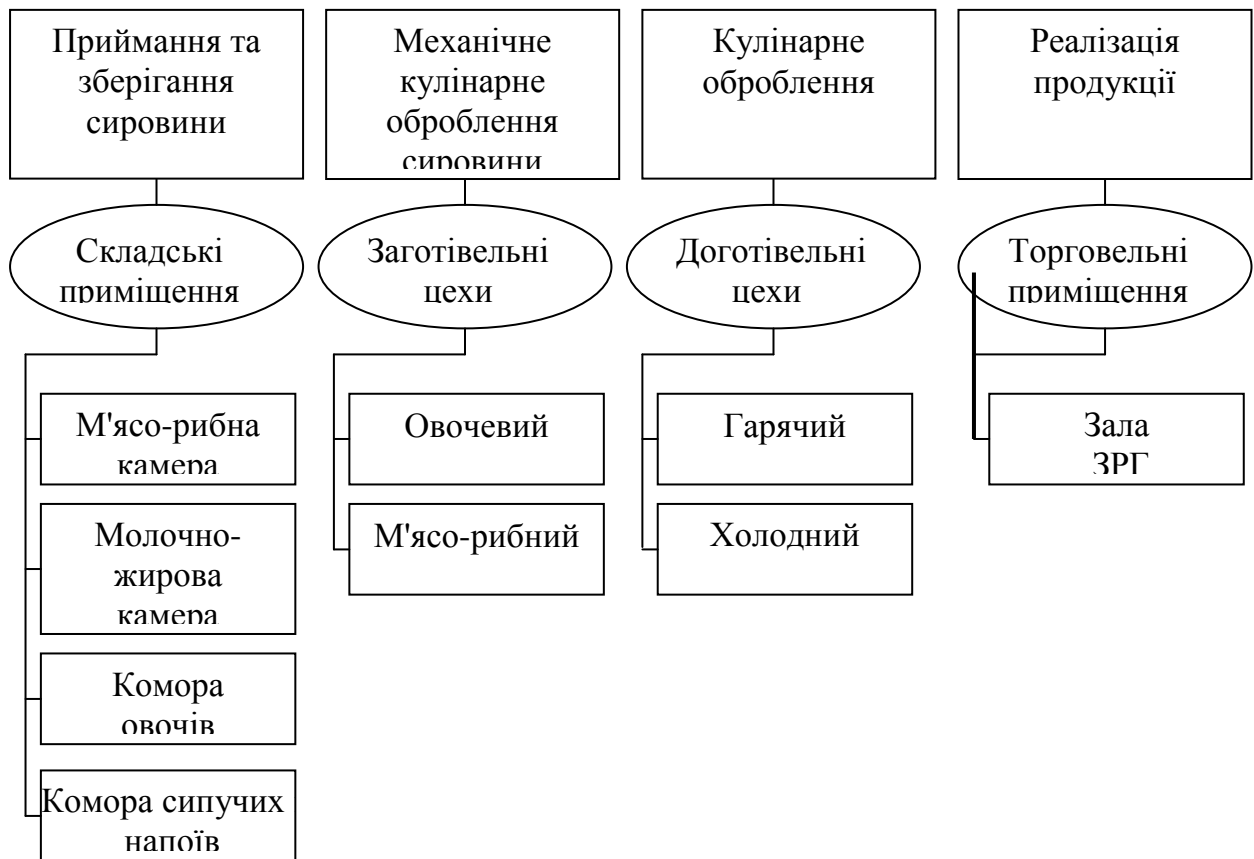 Приймання та
зберігання
сировини
Механічне
кулінарне
оброблення
сировини
Кулінарне
оброблення
Реалізація
продукції
Складські
приміщення
Заготівельні
цехи
Доготівельні
цехи
Торговельні
приміщення
М'ясо-рибна
камера
Молочно-
жирова
камера
Комора
овочів
Комора сипучих
напоїв
Овочевий
М'ясо-рибний
Гарячий
Холодний
Зала
ЗРГ